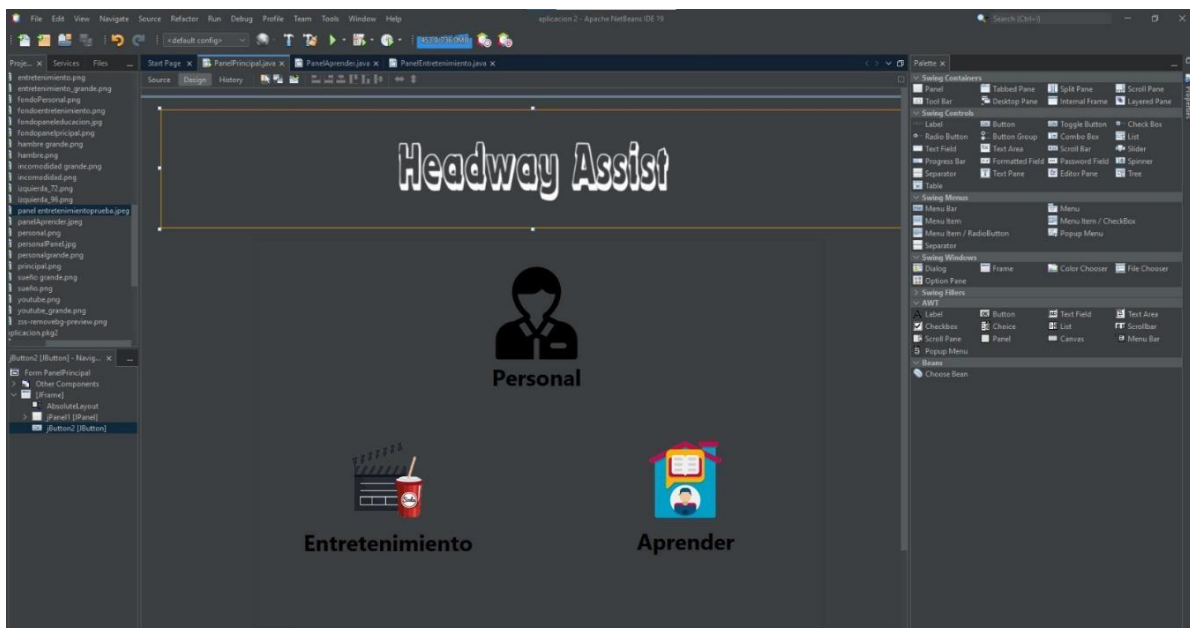 File Edit View Navigate Source Refactor Run Debug Profile Team Tools Window Help
aplicacion 2 - Apache NetBeans IDE 19
Search (Ctrl+I)
<default config>
Proje... x Services Files
Start Page x PanelPrincipal.java x PanelAprender.java x PanelEntretenimiento.java x
Source Design History
entretenimiento.png
entretenimiento_grande.png
fondoPersonal.png
fondoentretenimiento.png
fondopaneleducacion.jpg
fondopanelpricipal.png
hambre grande.png
hambre.png
incomodidad grande.png
incomodidad.png
izquierda_72.png
izquierda_96.png
panel entretenimientoprueba.jpeg
panelAprender.jpeg
personal.png
personalPanel.jpg
personalgrande.png
principal.png
sueño grande.png
sueño.png
youtube.png
youtube_grande.png
zss-removebg-preview.png
aplicacion.pkg2
jButton2 [JButton] - Navig... x
Form PanelPrincipal
Other Components
[JFrame]
AbsoluteLayout
jPanel1 [JPanel]
jButton2 [JButton]
Headway Assist
Personal
Entretenimiento
Aprender
Palette x
Swing Containers
Panel Tabbed Pane Split Pane Scroll Pane
Tool Bar Desktop Pane Internal Frame Layered Pane
Swing Controls
Label Button Toggle Button Check Box
Radio Button Button Group Combo Box List
Text Field Text Area Scroll Bar Slider
Progress Bar Formatted Field Password Field Spinner
Separator Text Pane Editor Pane Tree
Table
Swing Menus
Menu Bar Menu
Menu Item Menu Item / CheckBox
Menu Item / RadioButton Popup Menu
Separator
Swing Windows
Dialog Frame Color Chooser File Chooser
Option Pane
Swing Fillers
AWT
Label Button Text Field Text Area
Checkbox Choice List Scrollbar
Scroll Pane Panel Canvas Menu Bar
Popup Menu
Beans
Choose Bean
Properties